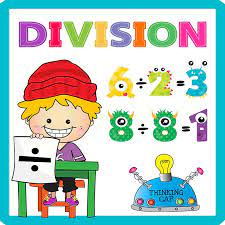 DIVISION
6÷2=3
8÷8=1
÷
THINKING
CAP